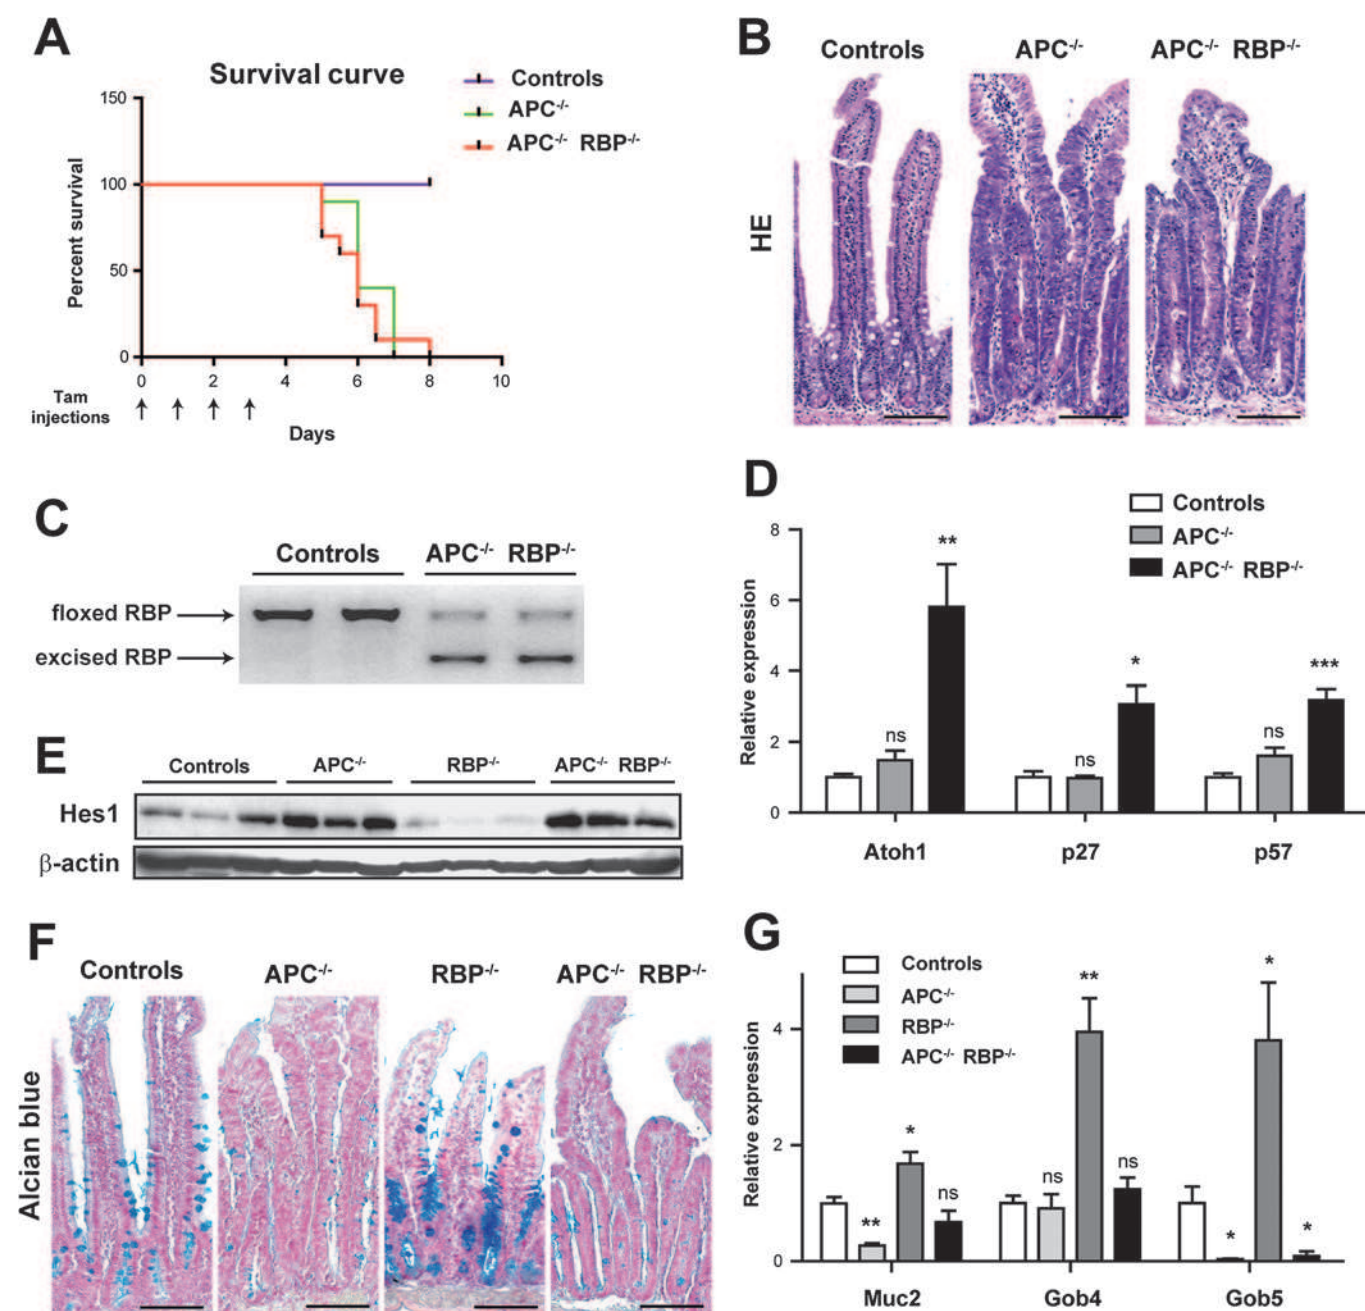 A
Survival curve
Controls
APC-/-
APC-/- RBP-/-
Percent survival
150
100
50
0
0 2 4 6 8 10
Tam
injections
Days
B
Controls APC-/- APC-/- RBP-/-
HE
C
Controls APC-/- RBP-/-
floxed RBP
excised RBP
D
Controls
APC-/-
APC-/- RBP-/-
Relative expression
8
6
4
2
0
** * ***
ns ns ns
Atoh1 p27 p57
E
Controls APC-/- RBP-/- APC-/- RBP-/-
Hes1
β-actin
F
Controls APC-/- RBP-/- APC-/- RBP-/-
Alcian blue
G
Controls
APC-/-
RBP-/-
APC-/- RBP-/-
Relative expression
4
2
0
** * ns
ns ** ns
* * *
Muc2 Gob4 Gob5